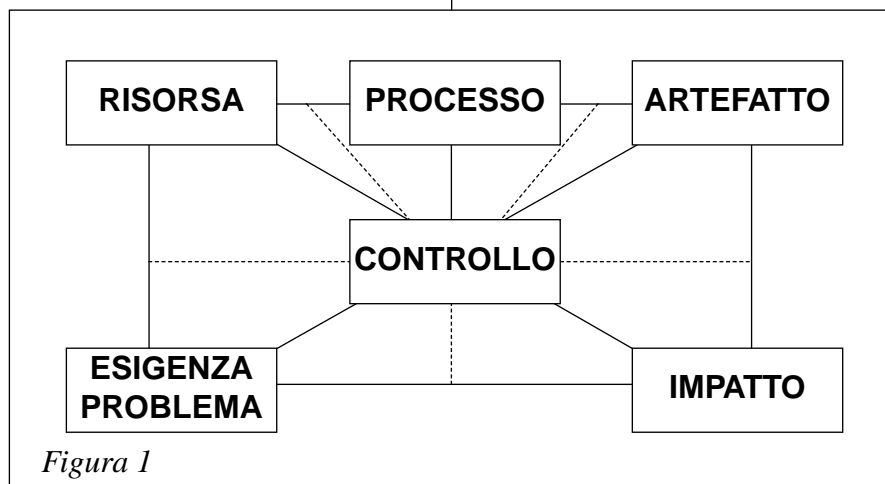 RISORSA
PROCESSO
ARTEFATTO
CONTROLLO
ESIGENZA
PROBLEMA
IMPATTO
Figura 1